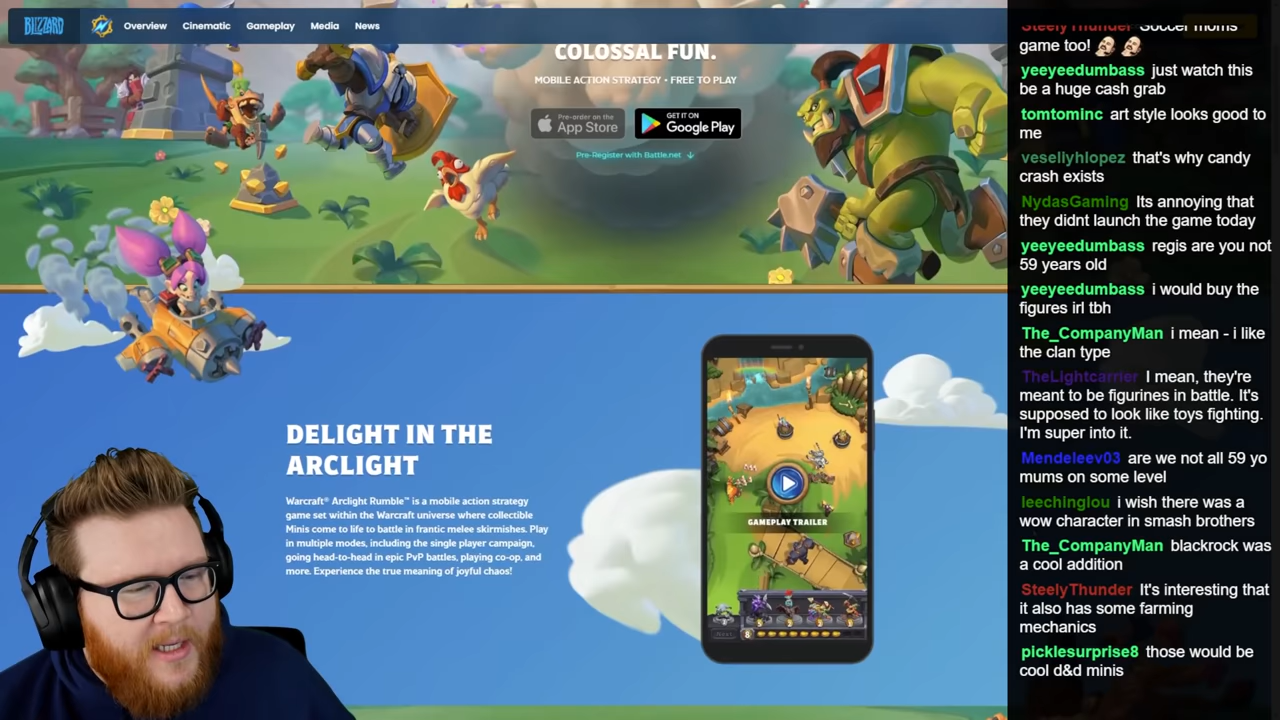 BLIZZARD
Overview
Cinematic
Gameplay
Media
News
COLOSSAL FUN.
MOBILE ACTION STRATEGY • FREE TO PLAY
Pre-order on the
App Store
GET IT ON
Google Play
Pre-Register with Battle.net
DELIGHT IN THE
ARCLIGHT
Warcraft® Arclight Rumble™ is a mobile action strategy
game set within the Warcraft universe where collectible
Minis come to life to battle in frantic melee skirmishes. Play
in multiple modes, including the single player campaign,
going head-to-head in epic PvP battles, playing co-op, and
more. Experience the true meaning of joyful chaos!
GAMEPLAY TRAILER
Next
8
SteelyThunder Soccer moms
game too!
yeeyeedumbass just watch this
be a huge cash grab
tomtominc art style looks good to
me
vesellyhlopez that's why candy
crash exists
NydasGaming Its annoying that
they didnt launch the game today
yeeyeedumbass regis are you not
59 years old
yeeyeedumbass i would buy the
figures irl tbh
The_CompanyMan i mean - i like
the clan type
TheLightcarrier I mean, they're
meant to be figurines in battle. It's
supposed to look like toys fighting.
I'm super into it.
Mendeleev03 are we not all 59 yo
mums on some level
leechinglou i wish there was a
wow character in smash brothers
The_CompanyMan blackrock was
a cool addition
SteelyThunder It's interesting that
it also has some farming
mechanics
picklesurprise8 those would be
cool d&d minis